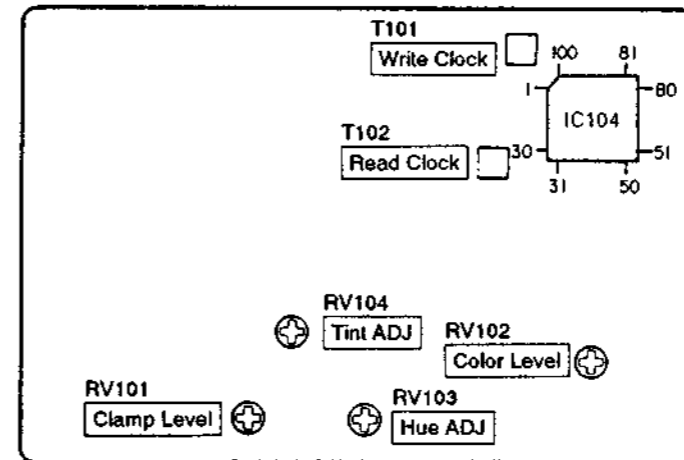 T101
Write Clock
100
81
1
80
IC104
T102
Read Clock
30
51
31
50
RV104
Tint ADJ
RV102
Color Level
RV101
Clamp Level
RV103
Hue ADJ